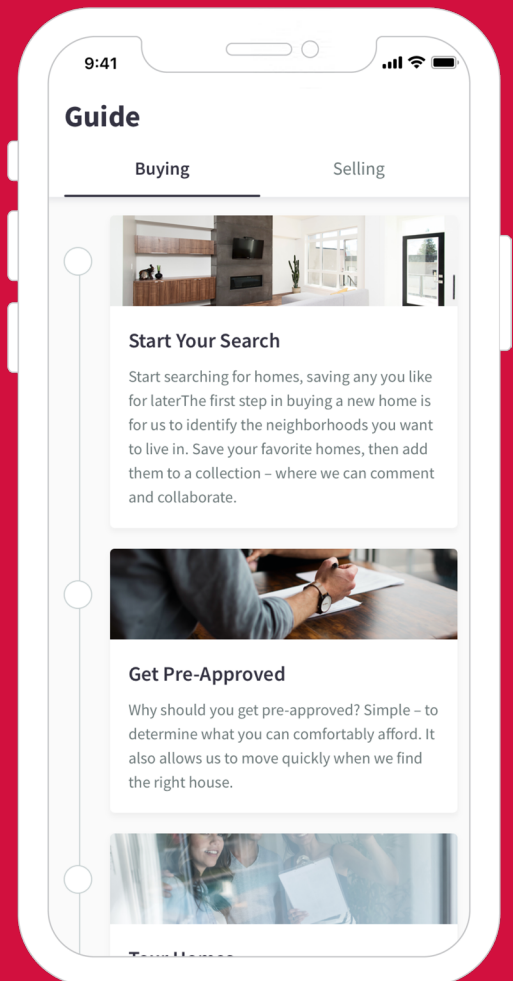 9:41
Guide
Buying
Selling
Start Your Search
Start searching for homes, saving any you like
for laterThe first step in buying a new home is
for us to identify the neighborhoods you want
to live in. Save your favorite homes, then add
them to a collection – where we can comment
and collaborate.
Get Pre-Approved
Why should you get pre-approved? Simple – to
determine what you can comfortably afford. It
also allows us to move quickly when we find
the right house.
Tour Homes